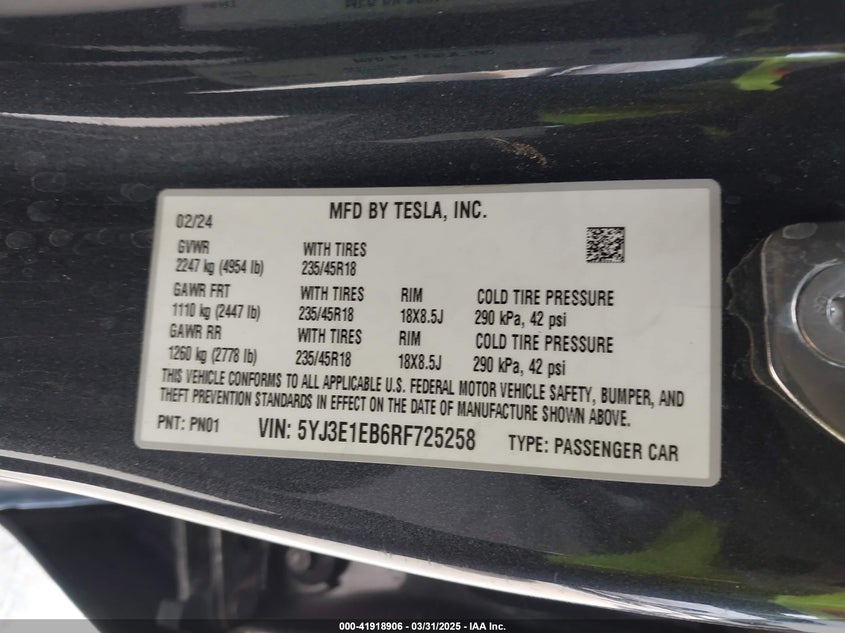 02/24 MFD BY TESLA, INC.
GVWR WITH TIRES
2247 kg (4954 lb) 235/45R18
GAWR FRT WITH TIRES RIM COLD TIRE PRESSURE
1110 kg (2447 lb) 235/45R18 18X8.5J 290 kPa, 42 psi
GAWR RR WITH TIRES RIM COLD TIRE PRESSURE
1260 kg (2778 lb) 235/45R18 18X8.5J 290 kPa, 42 psi
THIS VEHICLE CONFORMS TO ALL APPLICABLE U.S. FEDERAL MOTOR VEHICLE SAFETY, BUMPER, AND
THEFT PREVENTION STANDARDS IN EFFECT ON THE DATE OF MANUFACTURE SHOWN ABOVE.
PNT: PN01 VIN: 5YJ3E1EB6RF725258 TYPE: PASSENGER CAR
000-41918906 - 03/31/2025 - IAA Inc.